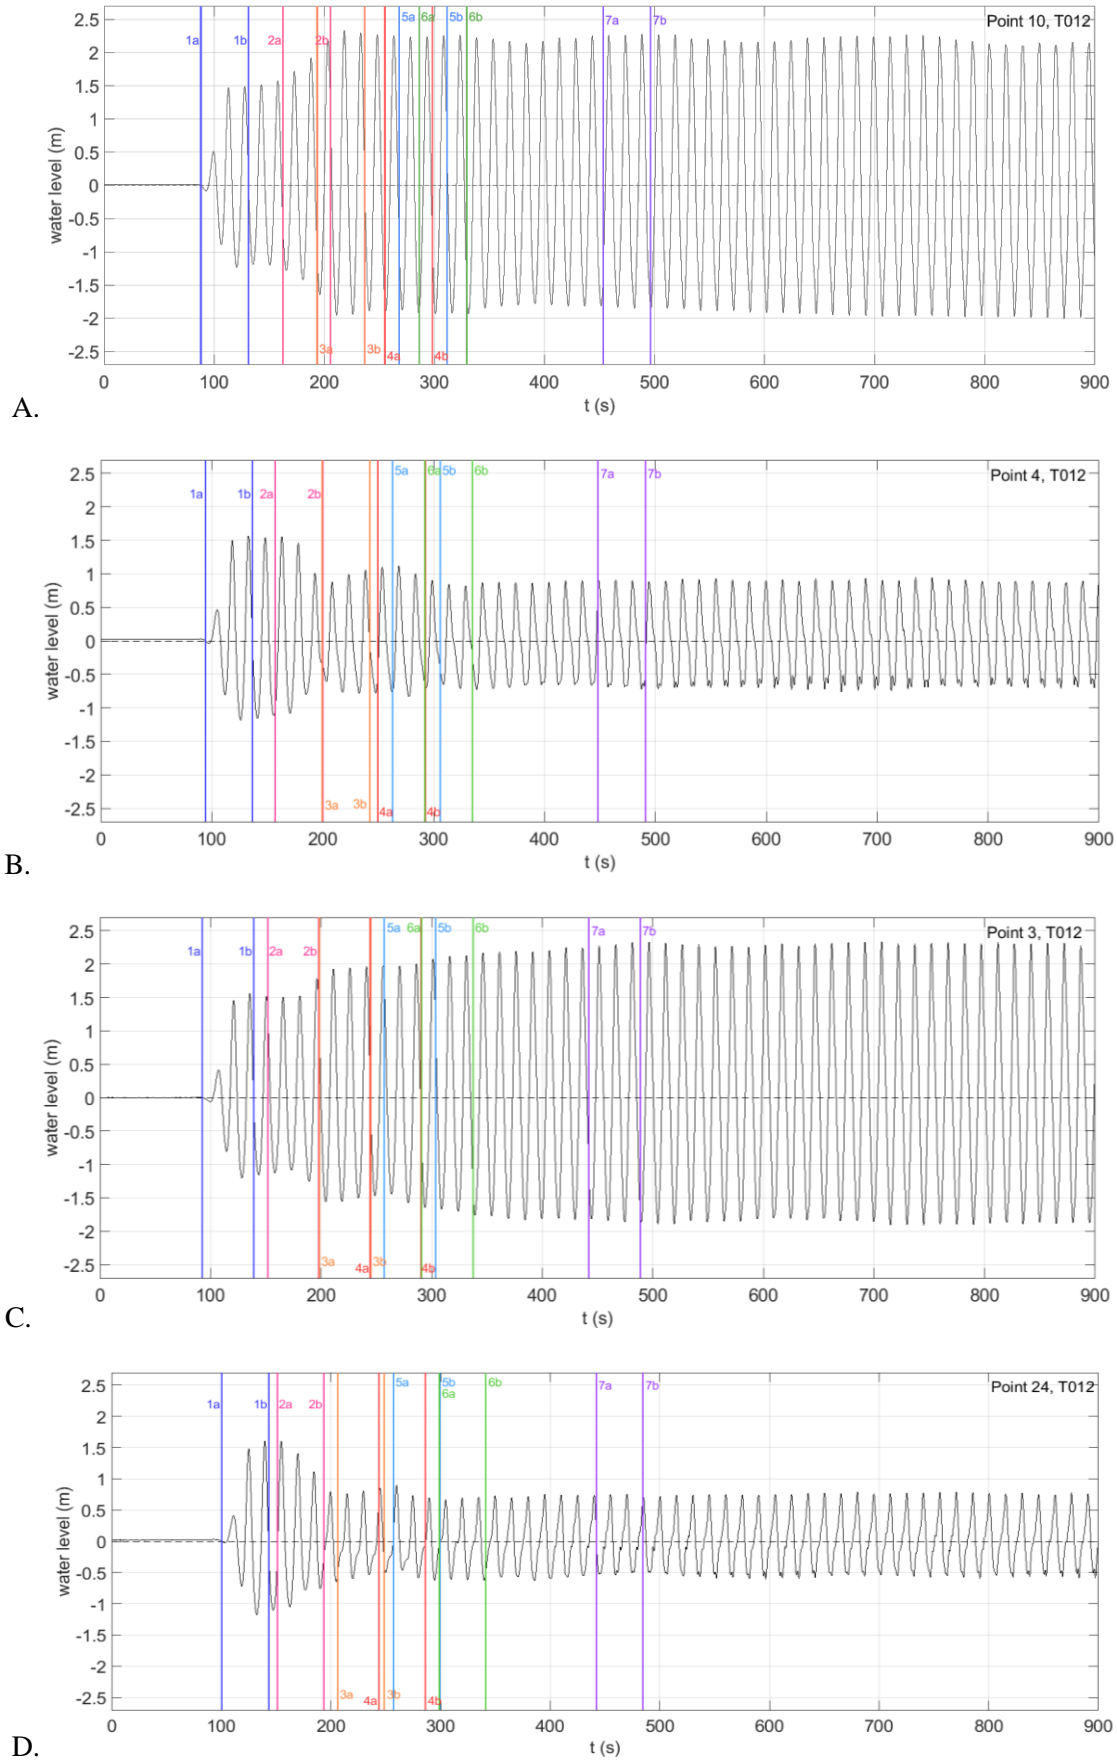 5a 6a 5b 6b 7a 7b Point 10, T012
1a 1b 2a 2b
2.5
2
1.5
1
0.5
0
-0.5
-1
-1.5
-2
-2.5
water level (m)
3a 3b 4a 4b
0 100 200 300 400 500 600 700 800 900
t (s)
A.
5a 6a 5b 6b 7a 7b Point 4, T012
1a 1b 2a 2b
2.5
2
1.5
1
0.5
0
-0.5
-1
-1.5
-2
-2.5
water level (m)
3a 3b 4a 4b
0 100 200 300 400 500 600 700 800 900
t (s)
B.
5a 6a 5b 6b 7a 7b Point 3, T012
1a 1b 2a 2b
2.5
2
1.5
1
0.5
0
-0.5
-1
-1.5
-2
-2.5
water level (m)
3a 4a 3b 4b
0 100 200 300 400 500 600 700 800 900
t (s)
C.
5a 5b 6b 7a 7b Point 24, T012
6a
1a 1b 2a 2b
2.5
2
1.5
1
0.5
0
-0.5
-1
-1.5
-2
-2.5
water level (m)
3a 4a 3b 4b
0 100 200 300 400 500 600 700 800 900
t (s)
D.